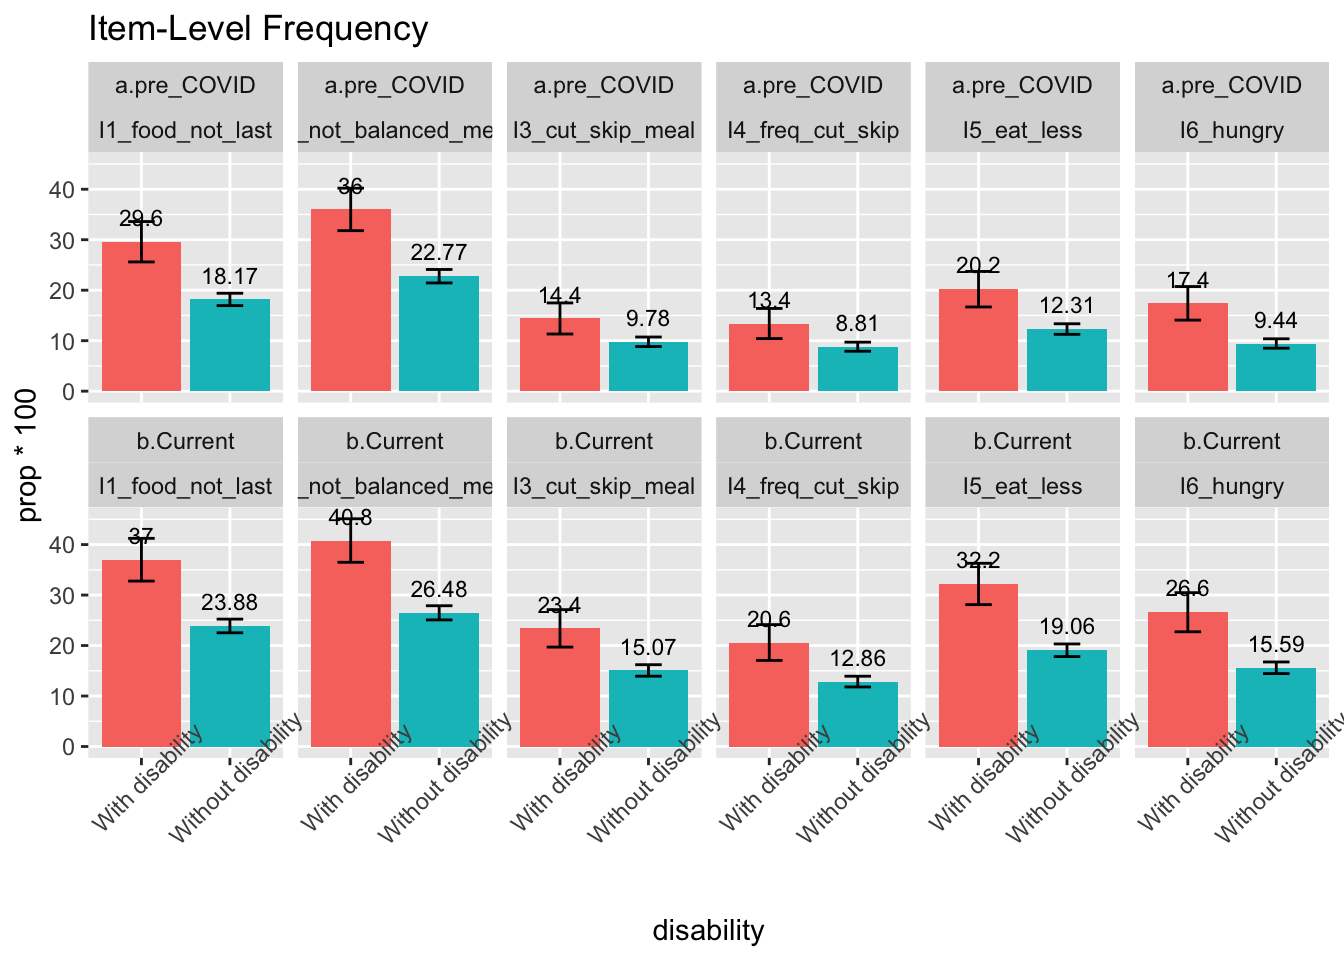 Item-Level Frequency
a.pre_COVID a.pre_COVID a.pre_COVID a.pre_COVID a.pre_COVID a.pre_COVID
I1_food_not_last _not_balanced_me I3_cut_skip_meal I4_freq_cut_skip I5_eat_less I6_hungry
40
30
20
10
0
29.6 18.17 36 22.77 14.4 9.78 13.4 8.81 20.2 12.31 17.4 9.44
prop * 100
b.Current b.Current b.Current b.Current b.Current b.Current
I1_food_not_last _not_balanced_me I3_cut_skip_meal I4_freq_cut_skip I5_eat_less I6_hungry
40
30
20
10
0
37 23.88 40.8 26.48 23.4 15.07 20.6 12.86 32.2 19.06 26.6 15.59
With disability Without disability With disability Without disability With disability Without disability With disability Without disability With disability Without disability With disability Without disability
disability